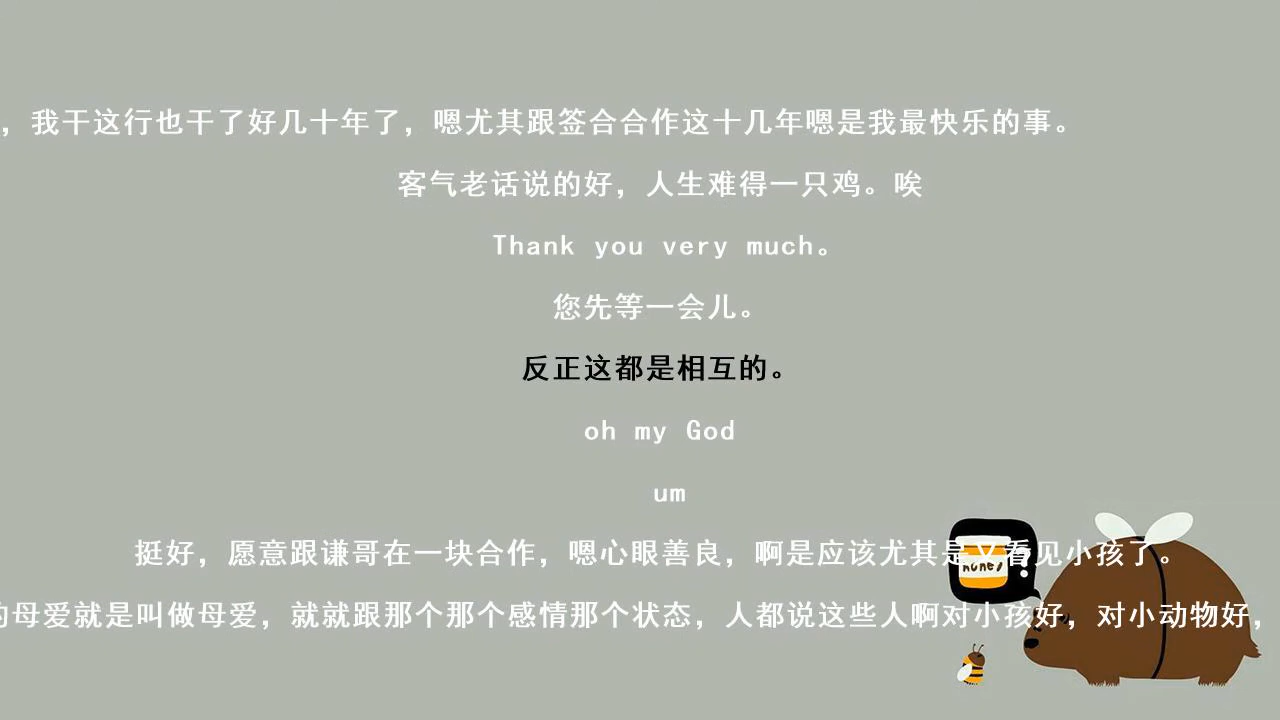 ，我干这行也干了好几十年了，嗯尤其跟签合合作这十几年嗯是我最快乐的事。
客气老话说的好，人生难得一只鸡。唉
Thank you very much。
您先等一会儿。
反正这都是相互的。
oh my God
um
挺好，愿意跟谦哥在一块合作，嗯心眼善良，啊是应该尤其是又看见小孩了。
的母爱就是叫做母爱，就就跟那个那个感情那个状态，人都说这些人啊对小孩好，对小动物好，
honey
?